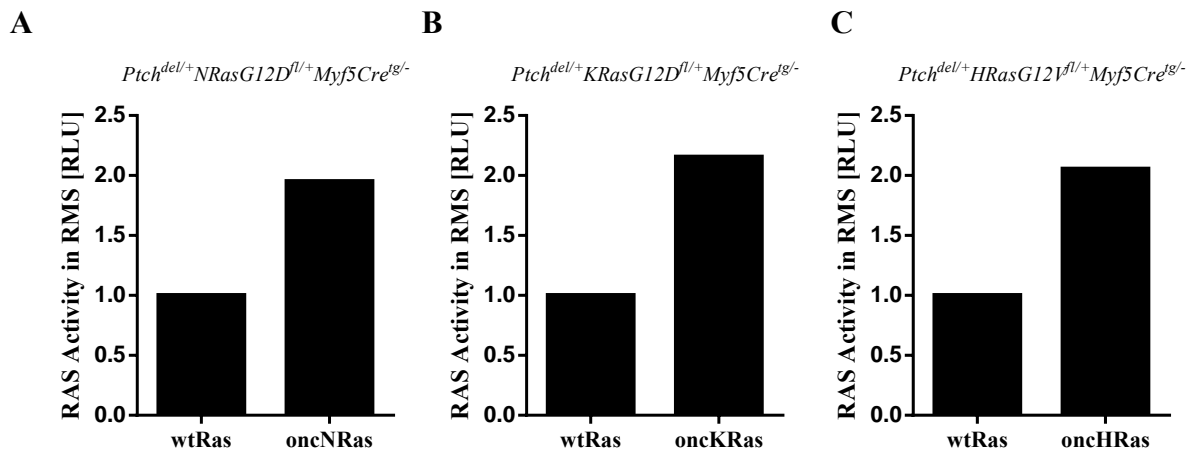 A
Ptch^del/+NRasG12D^fl/+Myf5Cre^tg/-
RAS Activity in RMS [RLU]
2.5
2.0
1.5
1.0
0.5
0.0
wtRas oncNRas
B
Ptch^del/+KRasG12D^fl/+Myf5Cre^tg/-
RAS Activity in RMS [RLU]
2.5
2.0
1.5
1.0
0.5
0.0
wtRas oncKRas
C
Ptch^del/+HRasG12V^fl/+Myf5Cre^tg/-
RAS Activity in RMS [RLU]
2.5
2.0
1.5
1.0
0.5
0.0
wtRas oncHRas